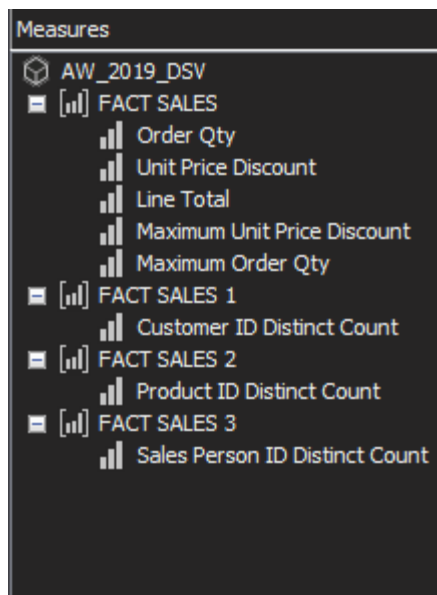 Measures
AW_2019_DSV
FACT SALES
Order Qty
Unit Price Discount
Line Total
Maximum Unit Price Discount
Maximum Order Qty
FACT SALES 1
Customer ID Distinct Count
FACT SALES 2
Product ID Distinct Count
FACT SALES 3
Sales Person ID Distinct Count